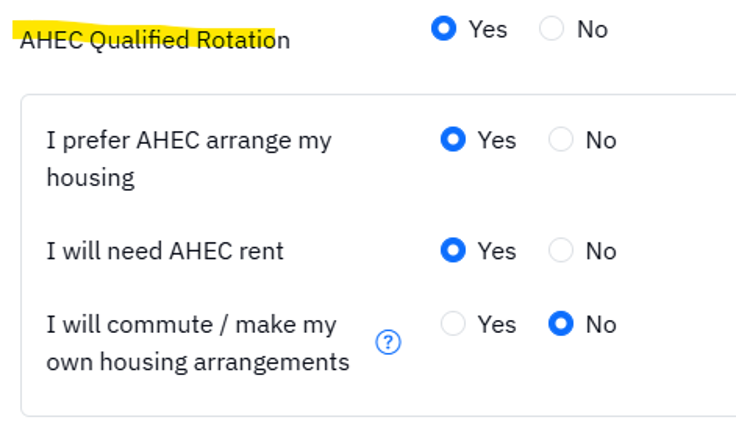 AHEC Qualified Rotation Yes No
I prefer AHEC arrange my Yes No
housing
I will need AHEC rent Yes No
I will commute / make my Yes No
?
own housing arrangements